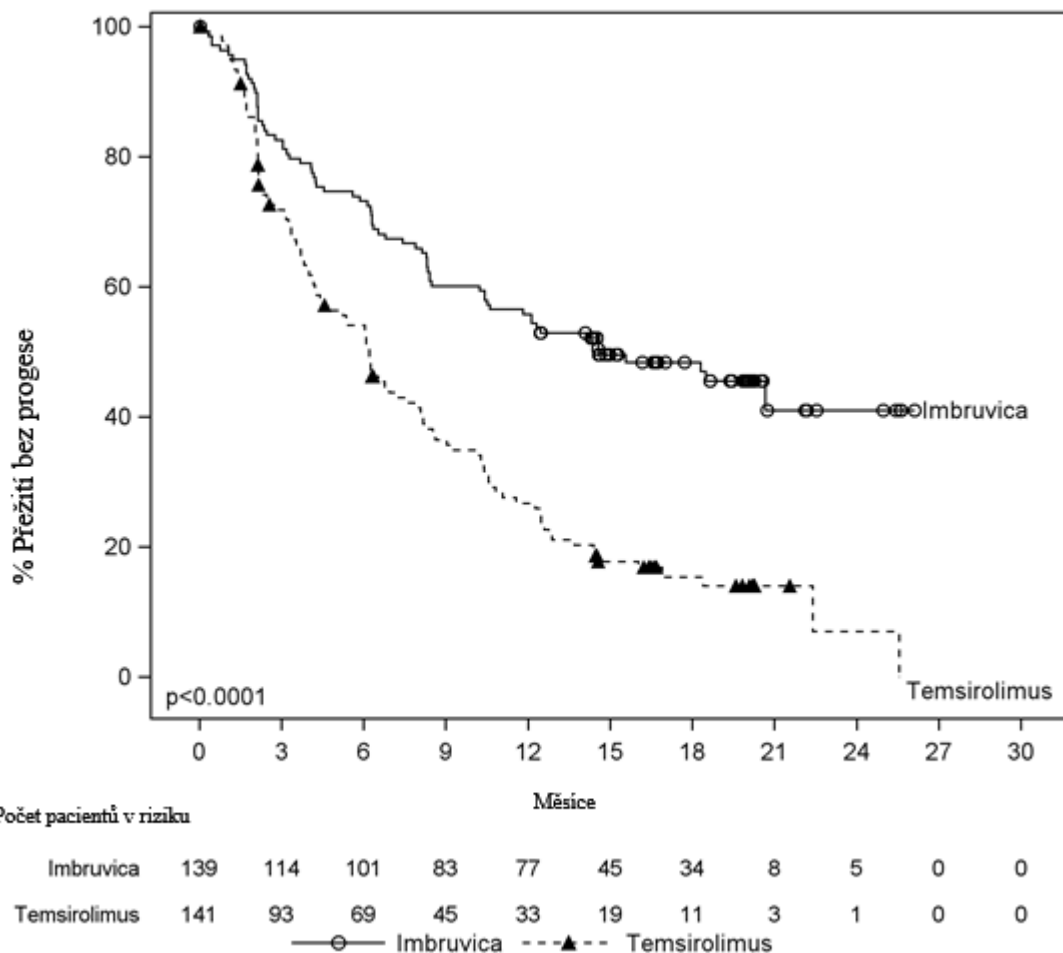 100
80
60
40
20
0
% Přežití bez progese
Imbruvica
Temsirolimus
p<0.0001
0 3 6 9 12 15 18 21 24 27 30
Měsíce
Počet pacientů v riziku
Imbruvica 139 114 101 83 77 45 34 8 5 0 0
Temsirolimus 141 93 69 45 33 19 11 3 1 0 0
Imbruvica Temsirolimus